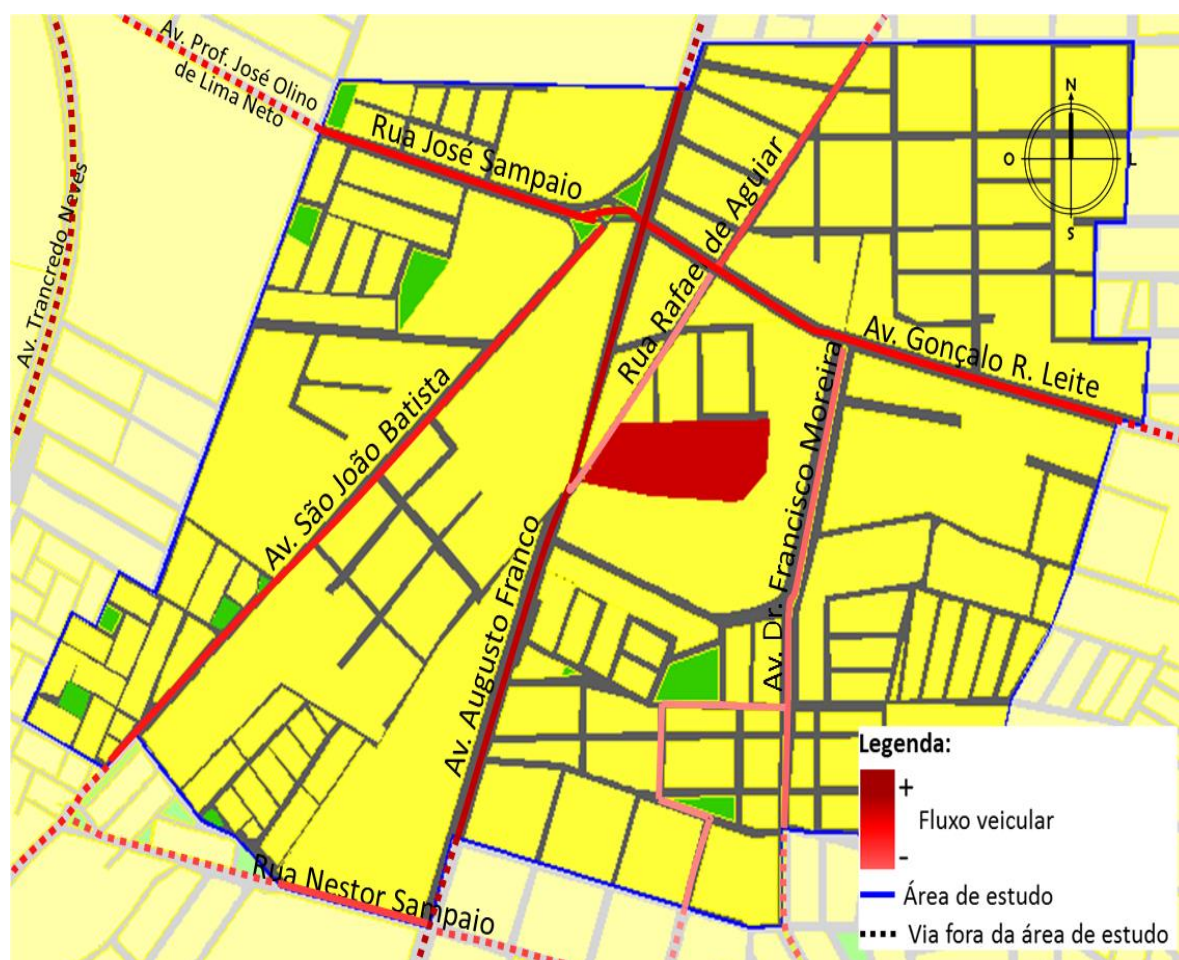 Av. Prof. José Olino
de Lima Neto
Rua José Sampaio
Rua Rafael de Aguiar
N
O
L
S
Av. Trancredo Neves
Av. Gonçalo R. Leite
Av. São João Batista
Av. Dr. Francisco Moreira
Av. Augusto Franco
Rua Nestor Sampaio
Legenda:
+
Fluxo veicular
-
Área de estudo
Via fora da área de estudo